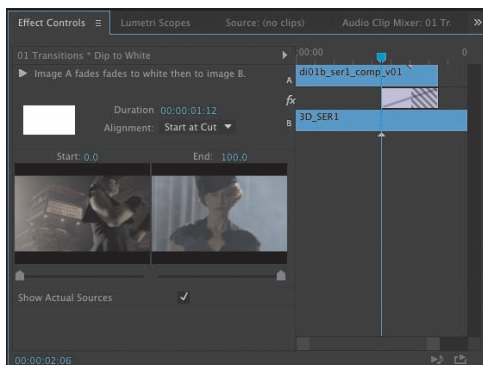 Effect Controls
Lumetri Scopes
Source: (no clips)
Audio Clip Mixer: 01 Tr
01 Transitions * Dip to White
:00:00
0
Image A fades fades to white then to image B.
A
di01b_ser1_comp_v01
fx
Duration 00:00:01:12
Alignment: Start at Cut
B
3D_SER1
Start: 0.0
End: 100.0
Show Actual Sources
00:00:02:06